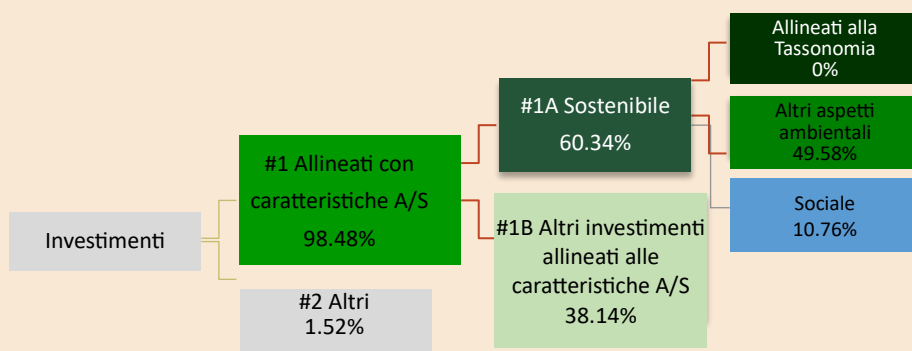 Investimenti
#1 Allineati con
caratteristiche A/S
98.48%
#2 Altri
1.52%
#1A Sostenibile
60.34%
#1B Altri investimenti
allineati alle
caratteristiche A/S
38.14%
Allineati alla
Tassonomia
0%
Altri aspetti
ambientali
49.58%
Sociale
10.76%